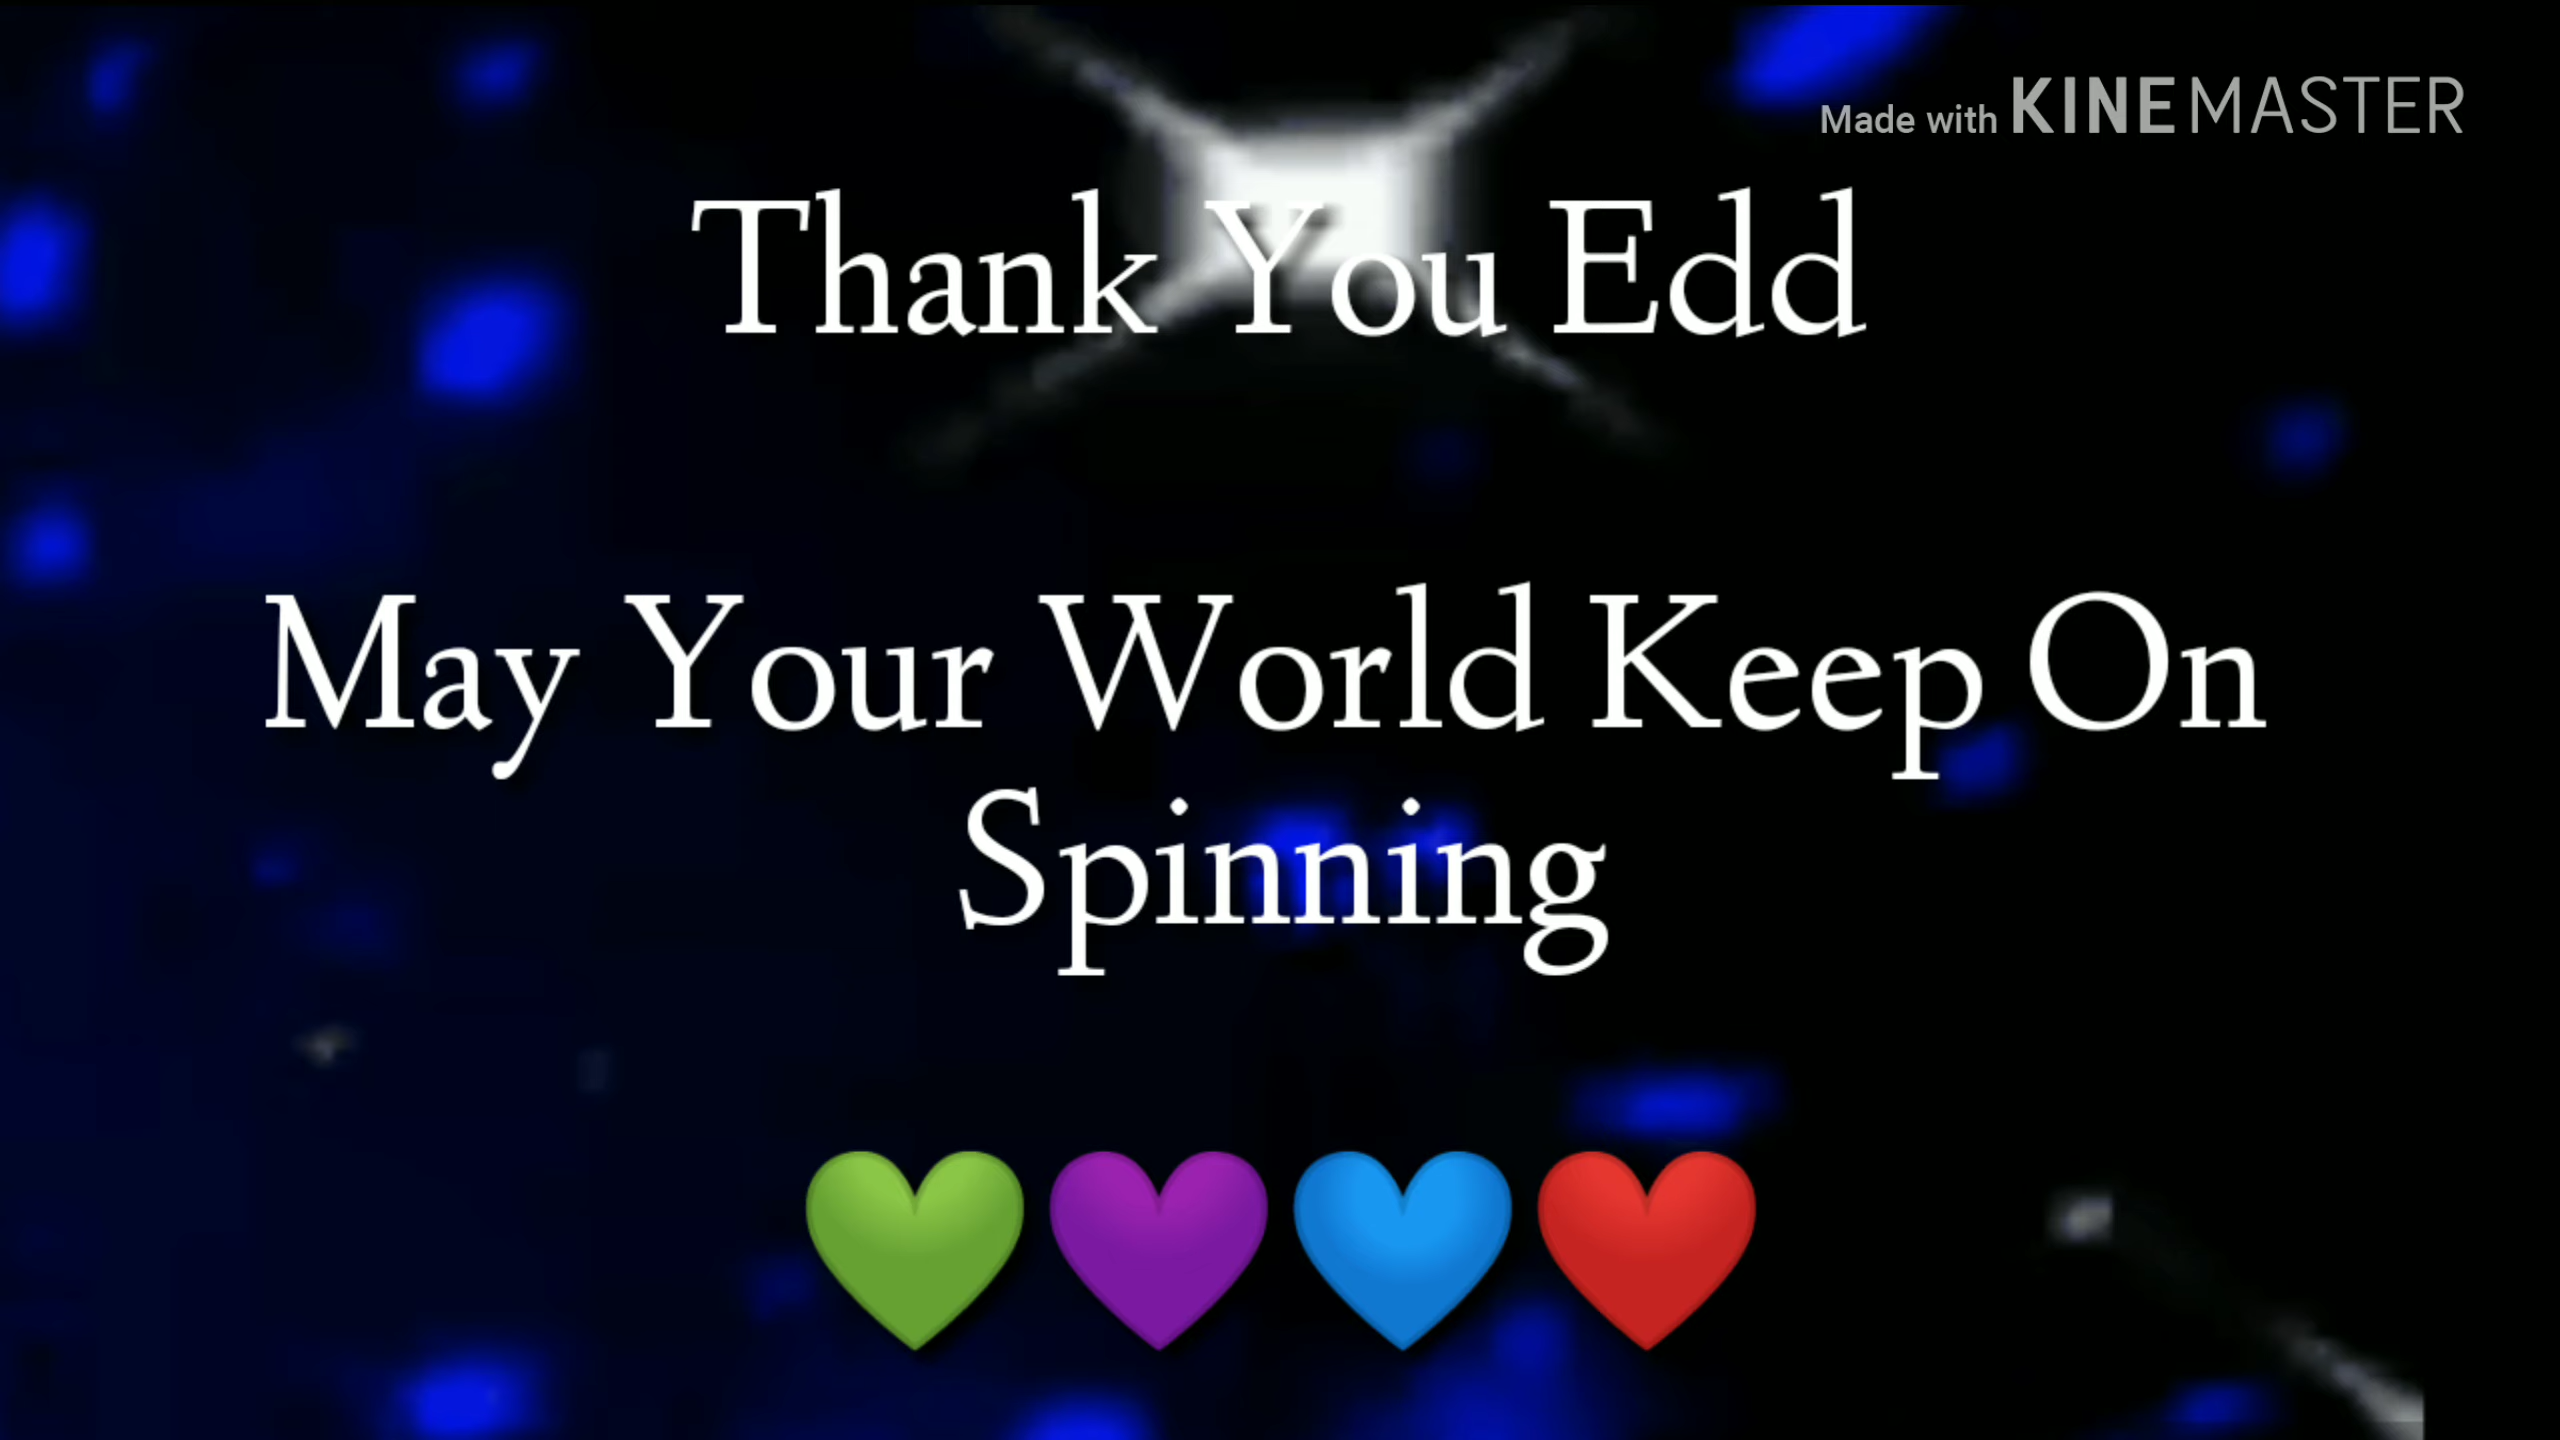 Made with KINEMASTER
Thank You Edd
May Your World Keep On
Spinning
💚💜💙❤️